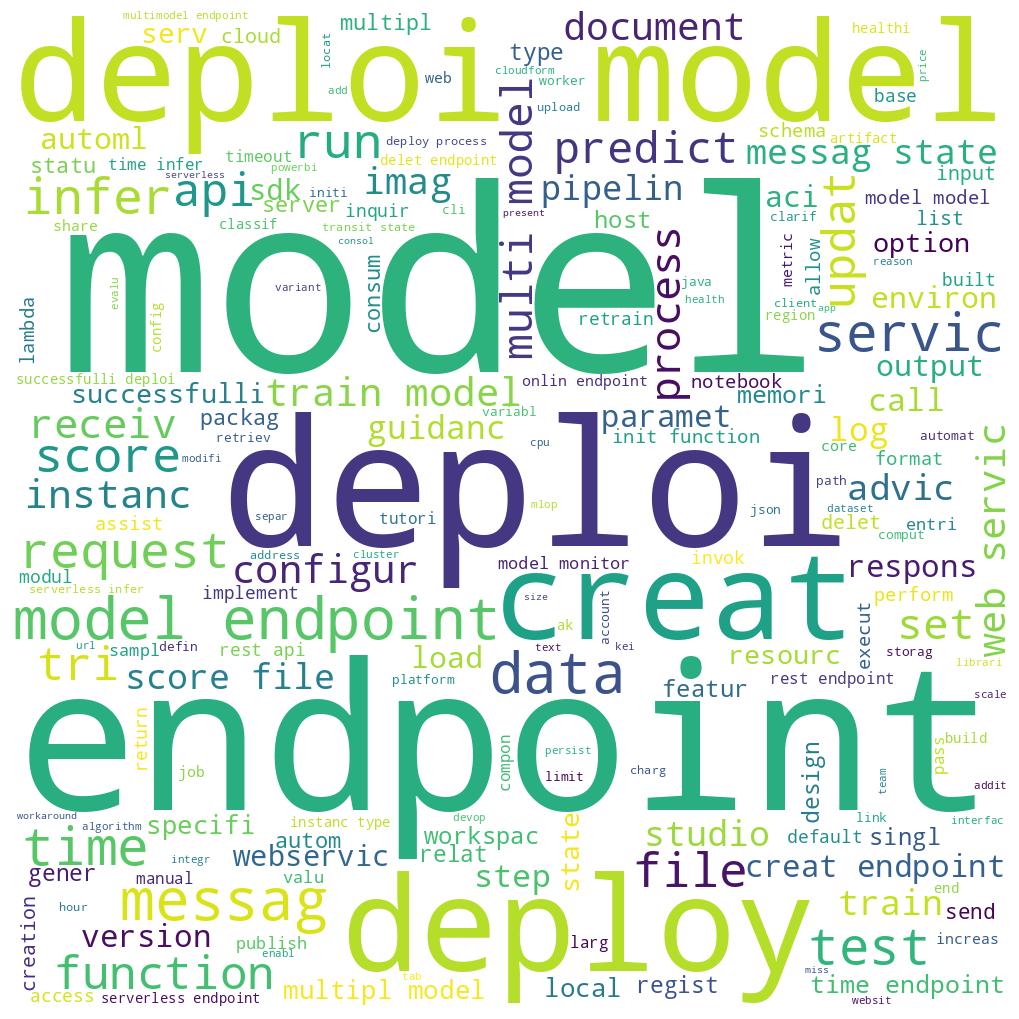 multimodel endpoint
serv
cloud
multipl
document
healthi
deploi model
locat
type
cloudform
web
worker
add
upload
base
price
automl
run
deploy process
predict
schema
artifact
messag state
statu
time infer
serverless
timeout
powerbi
delet endpoint
infer
api
sdk
initi
imag
pipelin
aci
input
model model
server
inquir
cli
present
host
clarif
list
updat
share
classif
transit state
consol
multi model
process
metric
allow
option
reason
model
variant
consum
java
health
built
lambda
evalu
config
retrain
client
app
region
environ
servic
successfulli deploi
onlin endpoint
notebook
output
successfulli
train model
memori
call
receiv
packag
retriev
guidanc
variabl
paramet
init function
log
automat
score
modifi
cpu
core
format
instanc
deploi
path
advic
web servic
assist
separ
tutori
mlop
json
dataset
delet
entri
comput
request
address
cluster
configur
model monitor
invok
respons
modul
serverless infer
implement
size
creat
account
perform
model endpoint
ak
set
url
sampl
defin
rest api
text
kei
execut
storag
tri
score file
load
platform
data
resourc
featur
rest endpoint
librari
scale
endpoint
return
job
compon
persist
limit
charg
design
team
pass
build
addit
workaround
algorithm
specifi
instanc type
devop
link
interfac
time
autom
workspac
state
studio
default
singl
integr
webservic
relat
gener
manual
valu
step
file
creat endpoint
end
hour
messag
deploy
train
send
creation
version
publish
enabl
larg
test
increas
function
tab
miss
access
serverless endpoint
multipl model
local
regist
time endpoint
websit